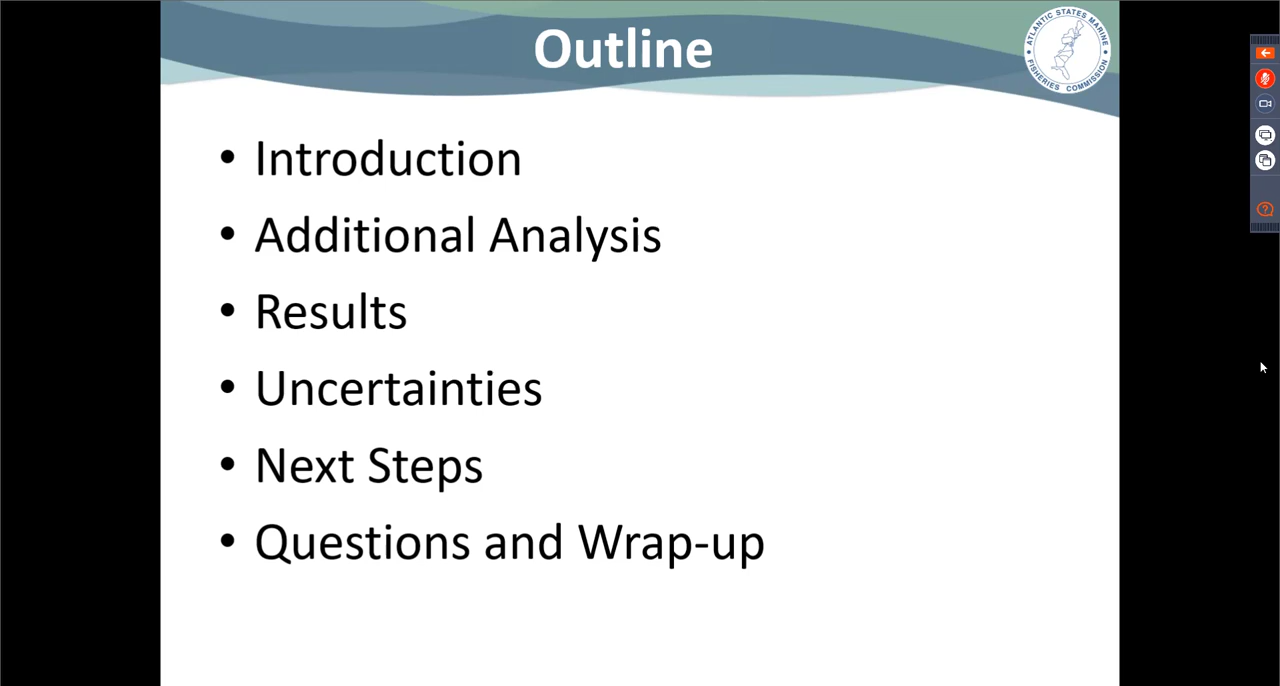 Outline
ATLANTIC STATES MARINE
FISHERIES COMMISSION
• Introduction
• Additional Analysis
• Results
• Uncertainties
• Next Steps
• Questions and Wrap-up